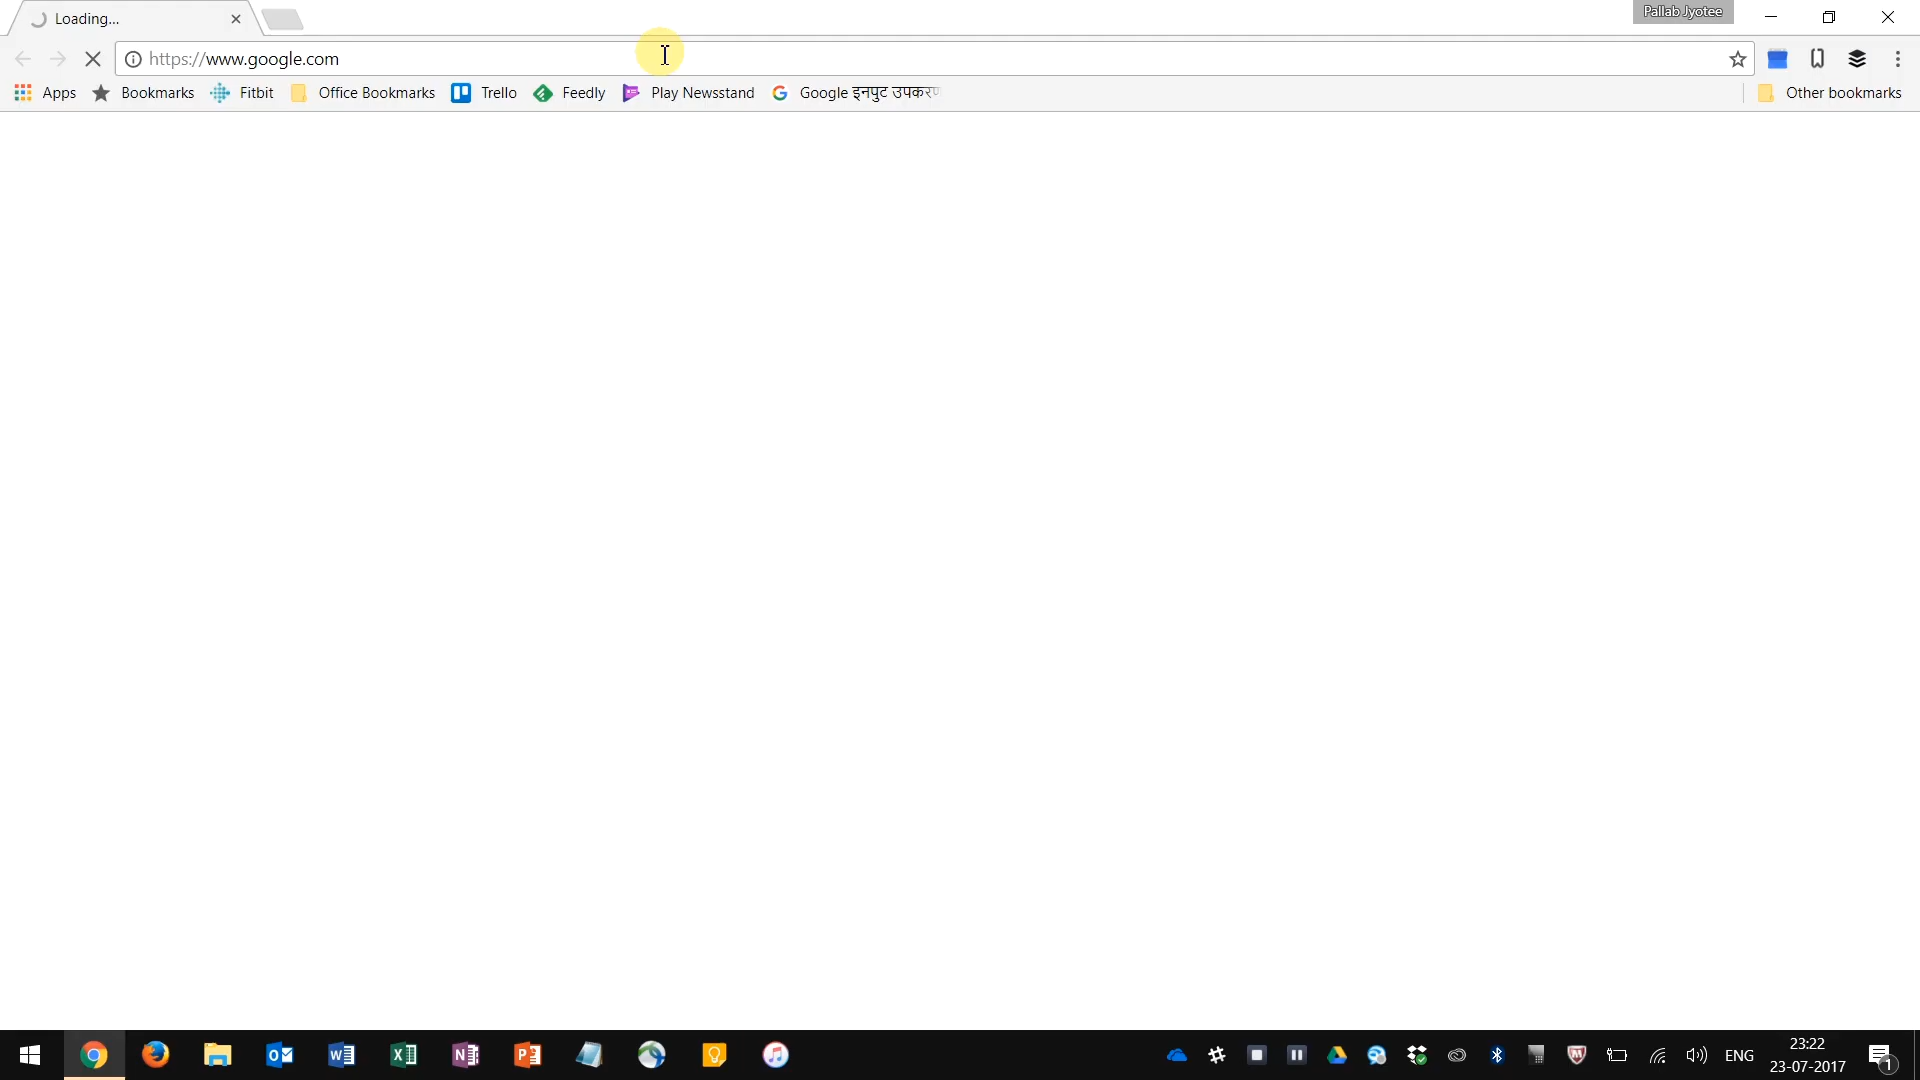 Loading...
Pallab Jyotee
https://www.google.com
Apps Bookmarks Fitbit Office Bookmarks Trello Feedly Play Newsstand Google इनपुट उपकरण Other bookmarks
ENG
23:22
23-07-2017
1